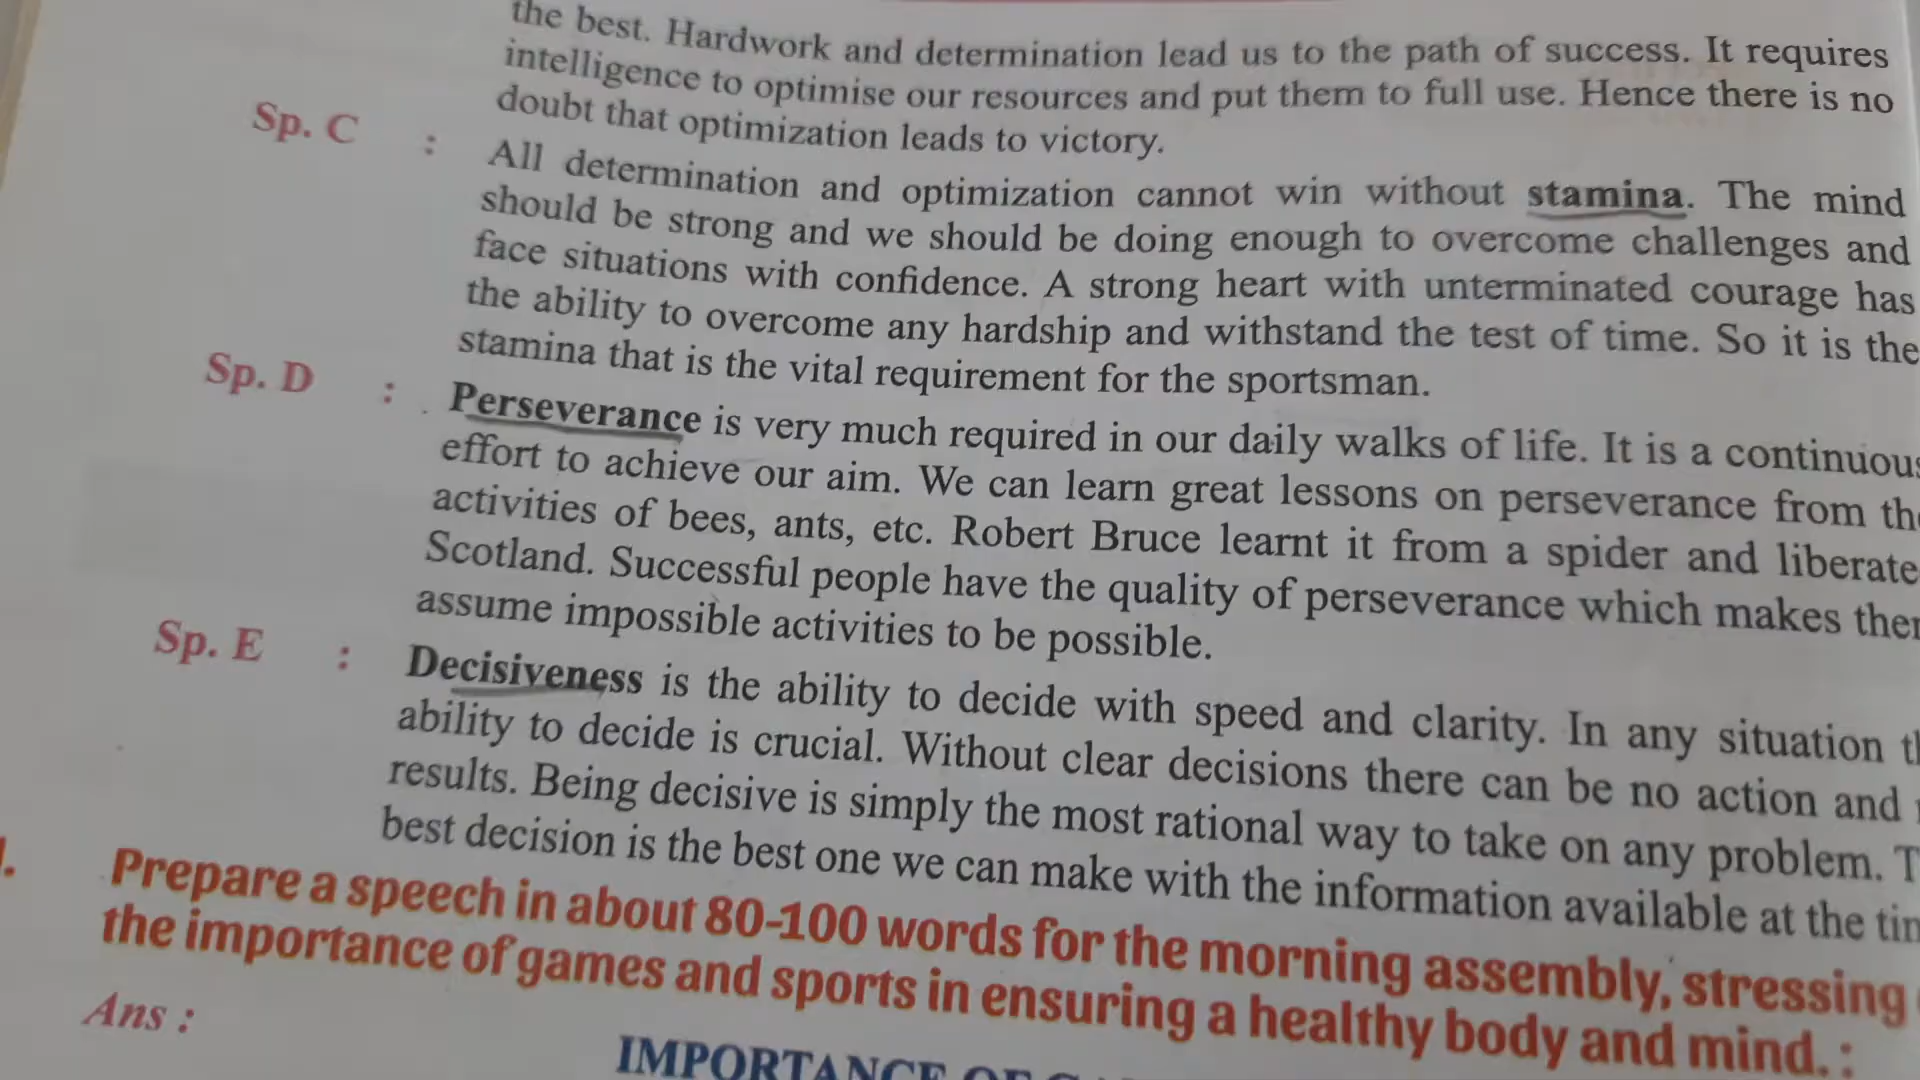 the best. Hardwork and determination lead us to the path of success. It requires
intelligence to optimise our resources and put them to full use. Hence there is no
doubt that optimization leads to victory.
Sp. C : All determination and optimization cannot win without stamina. The mind
should be strong and we should be doing enough to overcome challenges and
face situations with confidence. A strong heart with unterminated courage has
the ability to overcome any hardship and withstand the test of time. So it is the
stamina that is the vital requirement for the sportsman.
Sp. D : Perseverance is very much required in our daily walks of life. It is a continuous
effort to achieve our aim. We can learn great lessons on perseverance from the
activities of bees, ants, etc. Robert Bruce learnt it from a spider and liberate
Scotland. Successful people have the quality of perseverance which makes
assume impossible activities to be possible.
Sp. E : Decisiveness is the ability to decide with speed and clarity. In any situation
ability to decide is crucial. Without clear decisions there can be no action and
results. Being decisive is simply the most rational way to take on any problem.
best decision is the best one we can make with the information available at the
Prepare a speech in about 80-100 words for the morning assembly, stressing
the importance of games and sports in ensuring a healthy body and mind. :
Ans :
IMPORTANCE OF